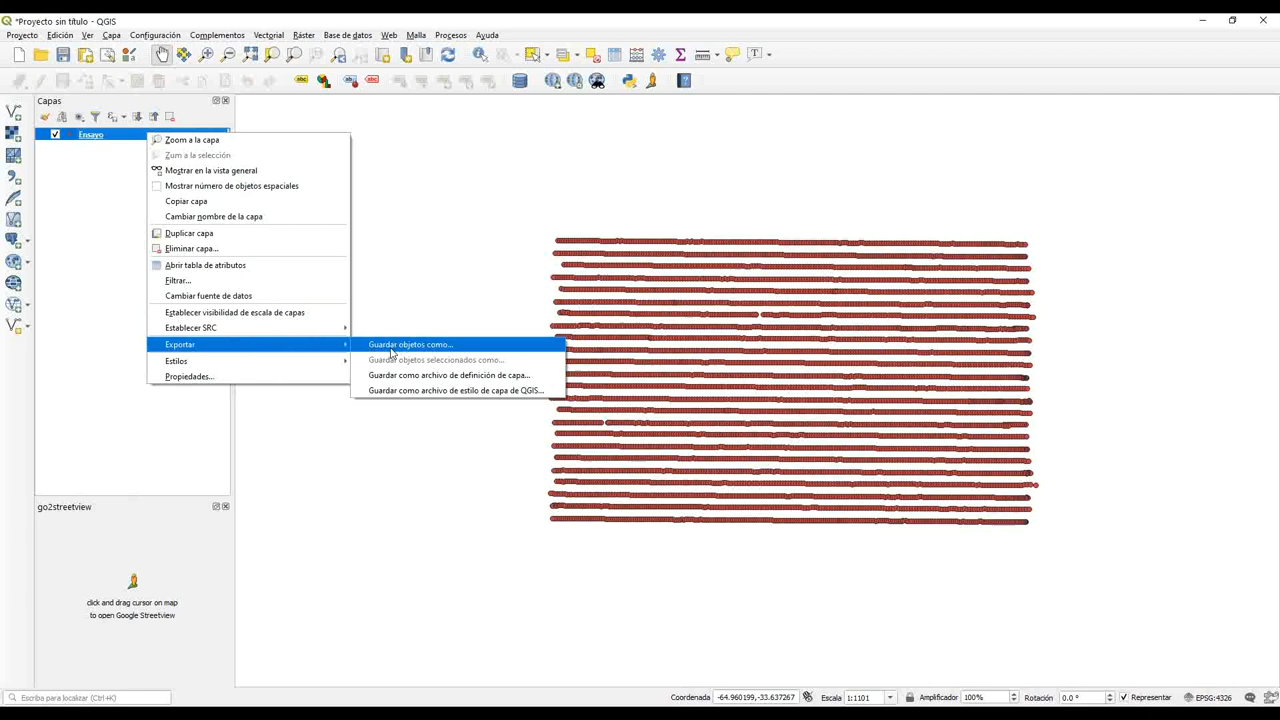 *Proyecto sin título - QGIS
Proyecto Edición Ver Capa Configuración Complementos Vectorial Ráster Base de datos Web Malla Procesos Ayuda
Capas
Ensayo
Zoom a la capa
Zum a la selección
Mostrar en la vista general
Mostrar número de objetos espaciales
Copiar capa
Cambiar nombre de la capa
Duplicar capa
Eliminar capa...
Abrir tabla de atributos
Filtrar...
Cambiar fuente de datos
Establecer visibilidad de escala de capas
Establecer SRC
Exportar
Estilos
Propiedades...
Guardar objetos como...
Guardar objetos seleccionados como...
Guardar como archivo de definición de capa...
Guardar como archivo de estilo de capa de QGIS...
go2streetview
click and drag cursor on map
to open Google Streetview
Escriba para localizar (Ctrl+K) Coordenada -64.960199,-33.637267 Escala 1:1101 Amplificador 100% Rotación 0.0 ° Representar EPSG:4326